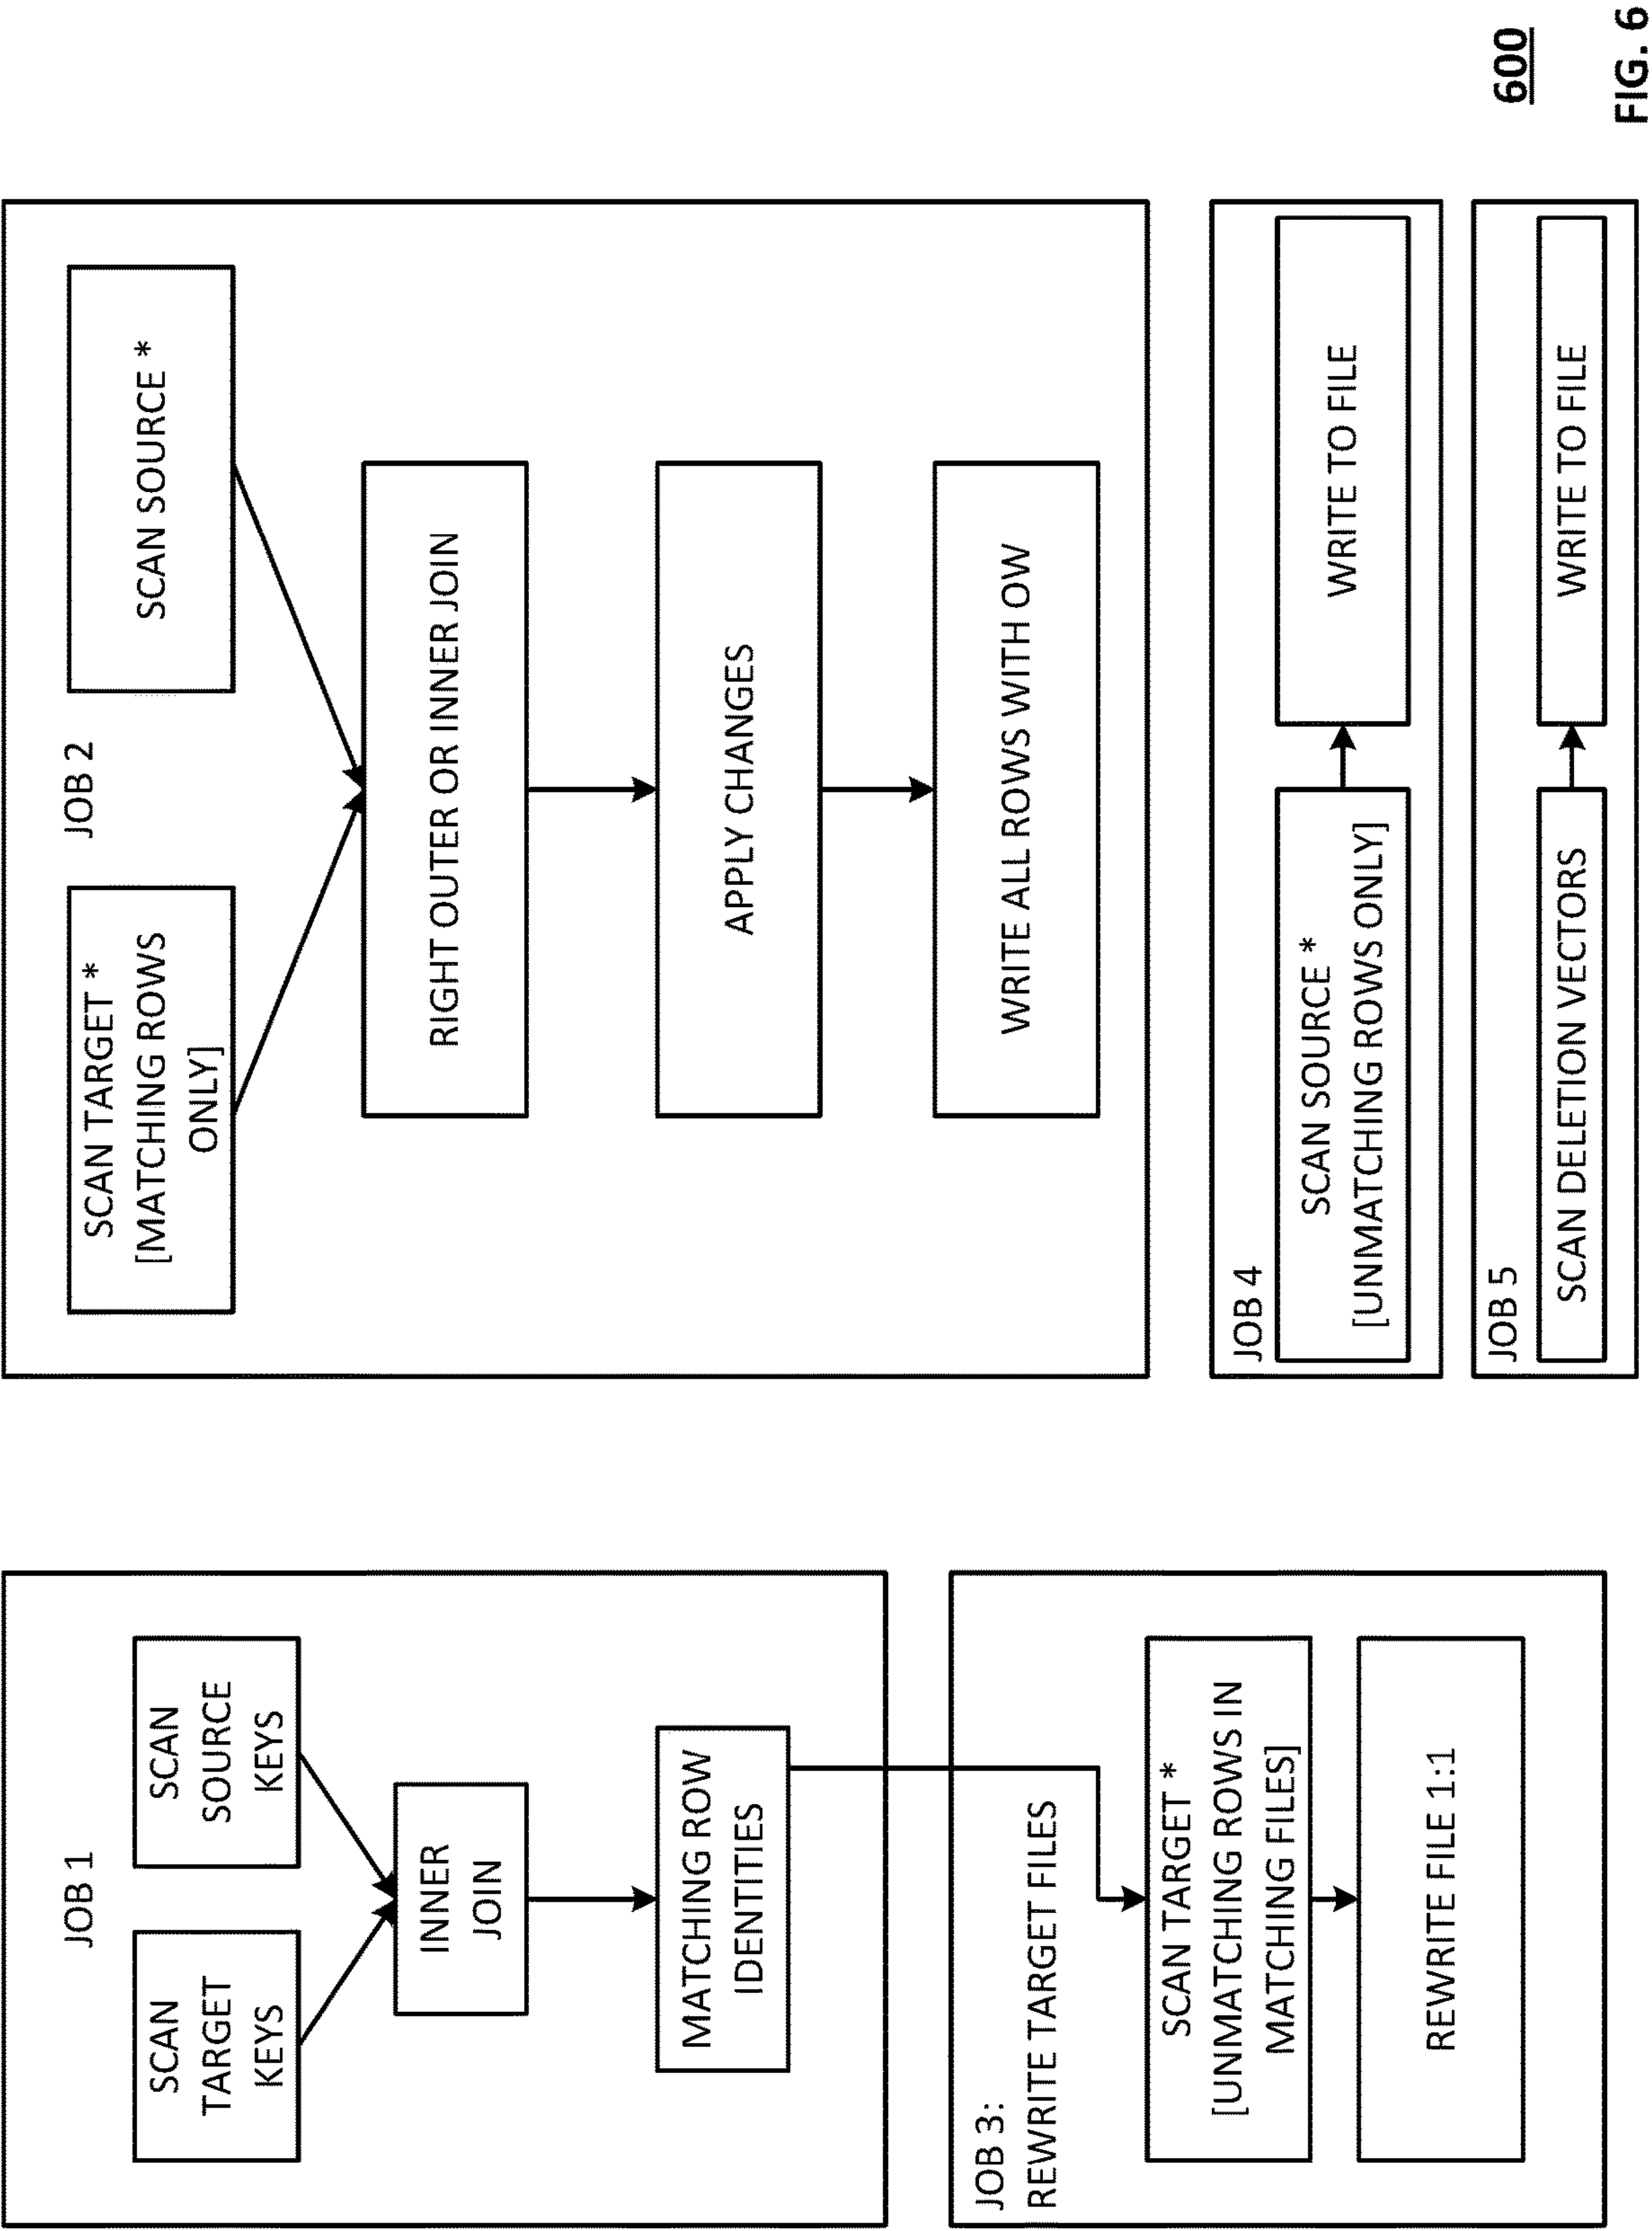 JOB 1
SCAN
TARGET
KEYS
SCAN
SOURCE
KEYS
INNER
JOIN
MATCHING ROW
IDENTITIES
JOB 3:
REWRITE TARGET FILES
SCAN TARGET *
[UNMATCHING ROWS IN
MATCHING FILES]
REWRITE FILE 1:1
JOB 2
SCAN TARGET *
[MATCHING ROWS
ONLY]
SCAN SOURCE *
RIGHT OUTER OR INNER JOIN
APPLY CHANGES
WRITE ALL ROWS WITH OW
JOB 4
SCAN SOURCE *
[UNMATCHING ROWS ONLY]
WRITE TO FILE
JOB 5
SCAN DELETION VECTORS
WRITE TO FILE
600
FIG. 6